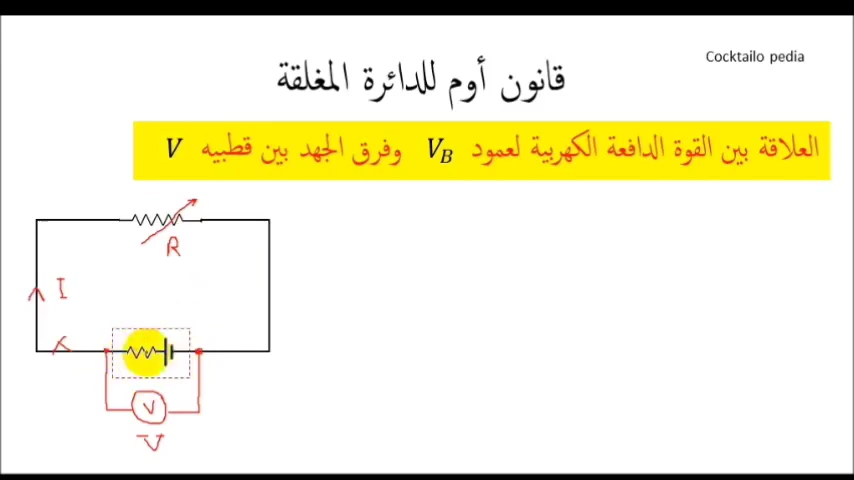 Cocktailo pedia
قانون أوم للدائرة المغلقة
العلاقة بين القوة الدافعة الكهربية لعمود V_B وفرق الجهد بين قطبيه V
R
I
V
V